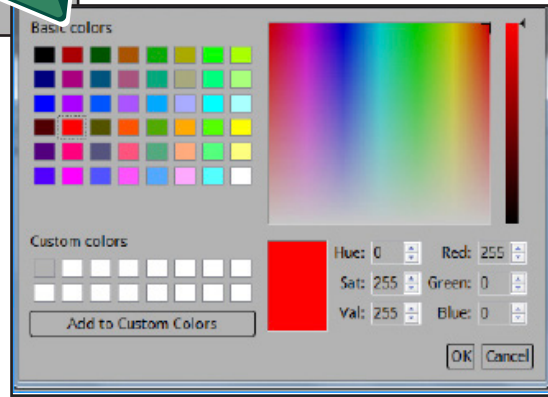 Basic colors
Custom colors
Add to Custom Colors
Hue: 0 Red: 255
Sat: 255 Green: 0
Val: 255 Blue: 0
OK Cancel